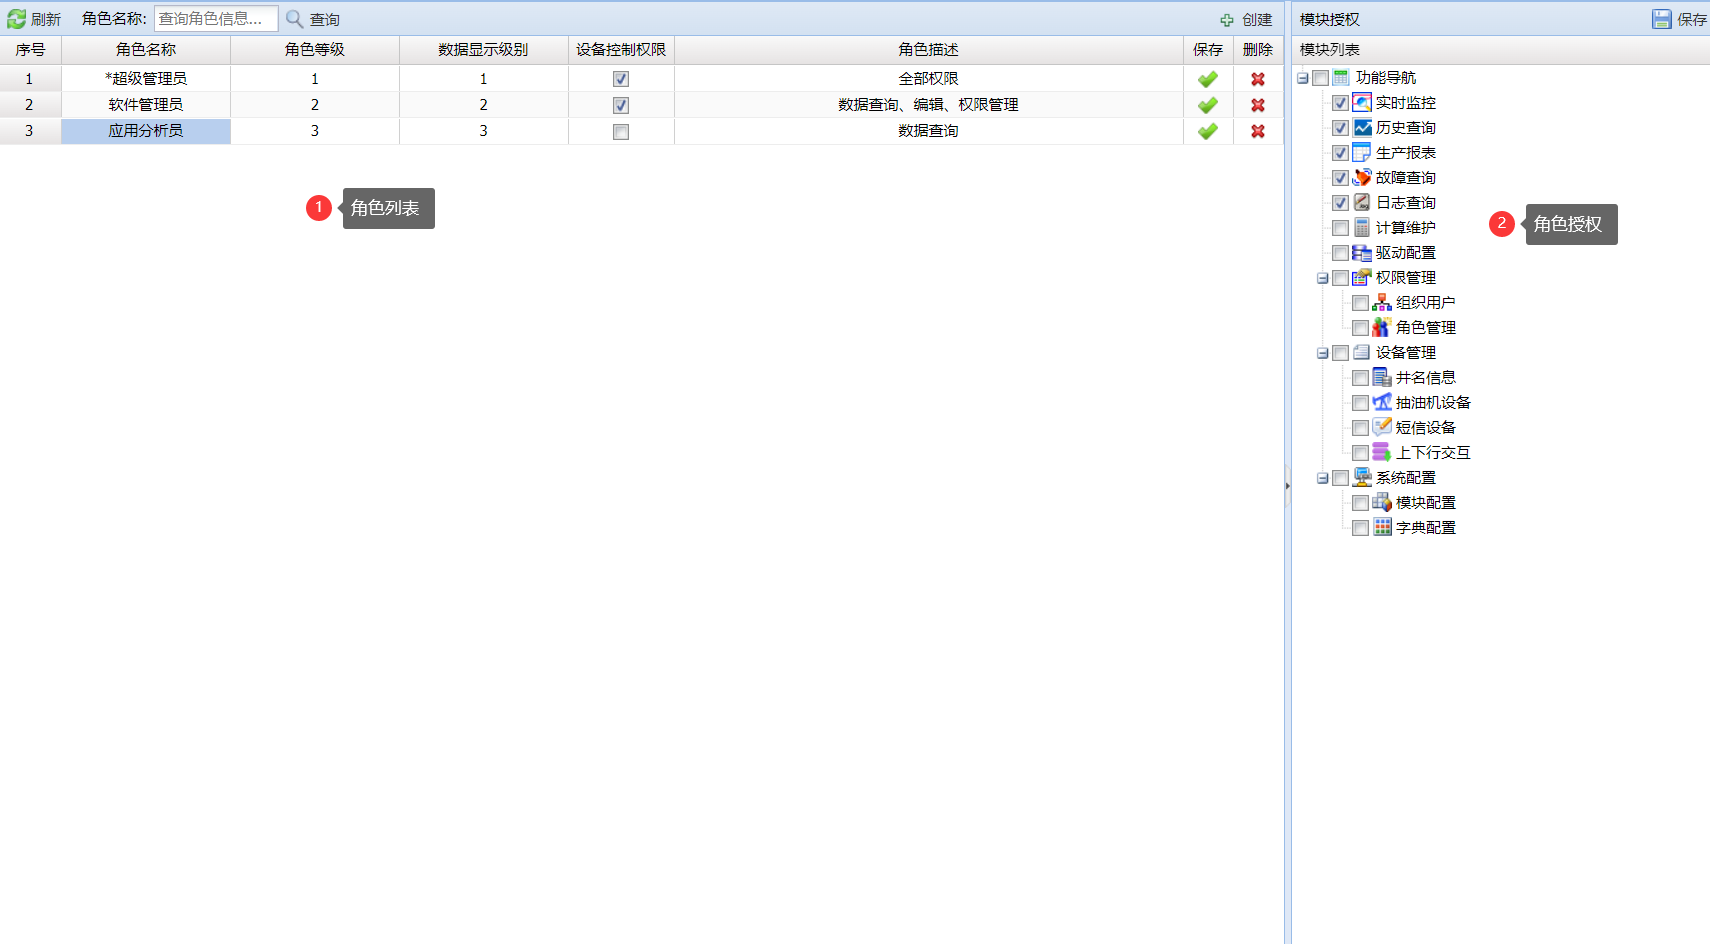 刷新 角色名称: 查询角色信息... 查询 创建
序号 角色名称 角色等级 数据显示级别 设备控制权限 角色描述 保存 删除
1 *超级管理员 1 1 全部权限
2 软件管理员 2 2 数据查询、编辑、权限管理
3 应用分析员 3 3 数据查询
1 角色列表
模块授权 保存
模块列表
功能导航
实时监控
历史查询
生产报表
故障查询
日志查询
计算维护
驱动配置
权限管理
组织用户
角色管理
设备管理
井名信息
抽油机设备
短信设备
上下行交互
系统配置
模块配置
字典配置
2 角色授权